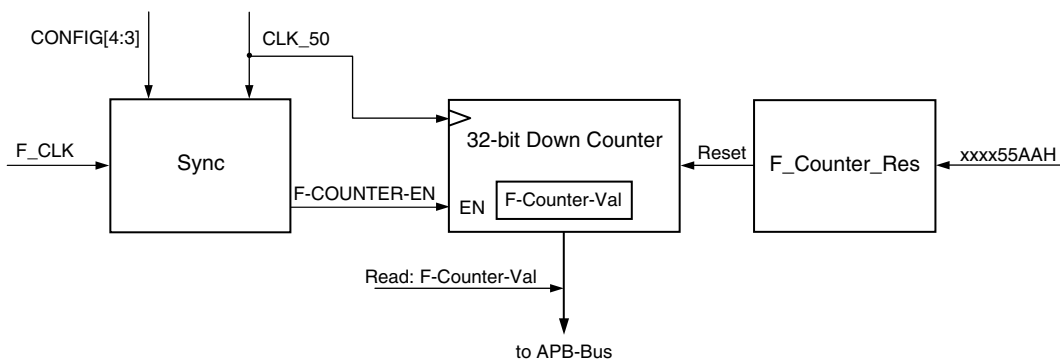 CONFIG[4:3]
CLK_50
F_CLK
Sync
F-COUNTER-EN
32-bit Down Counter
EN
F-Counter-Val
Reset
F_Counter_Res
xxxx55AAH
Read: F-Counter-Val
to APB-Bus